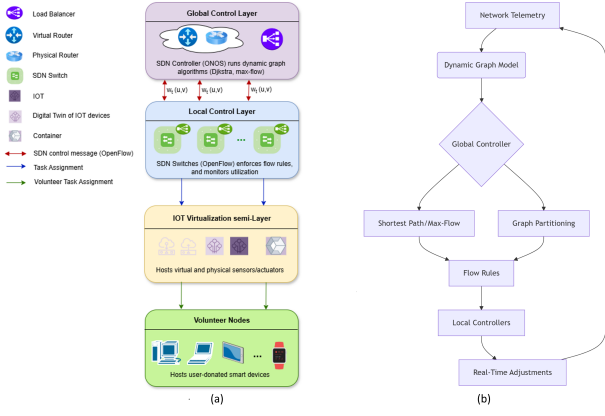 Load Balancer
Virtual Router
Physical Router
SDN Switch
IOT
Digital Twin of IOT devices
Container
SDN control message (OpenFlow)
Task Assignment
Volunteer Task Assignment
Global Control Layer
SDN Controller (ONOS) runs dynamic graph
algorithms (Djkstra, max-flow)
wt (u,v) wt (u,v) wt (u,v)
Local Control Layer
...
SDN Switches (OpenFlow) enforces flow rules,
and monitors utilization
IOT Virtualization semi-Layer
Hosts virtual and physical sensors/actuators
Volunteer Nodes
...
Hosts user-donated smart devices
(a)
Network Telemetry
Dynamic Graph Model
Global Controller
Shortest Path/Max-Flow
Graph Partitioning
Flow Rules
Local Controllers
Real-Time Adjustments
(b)